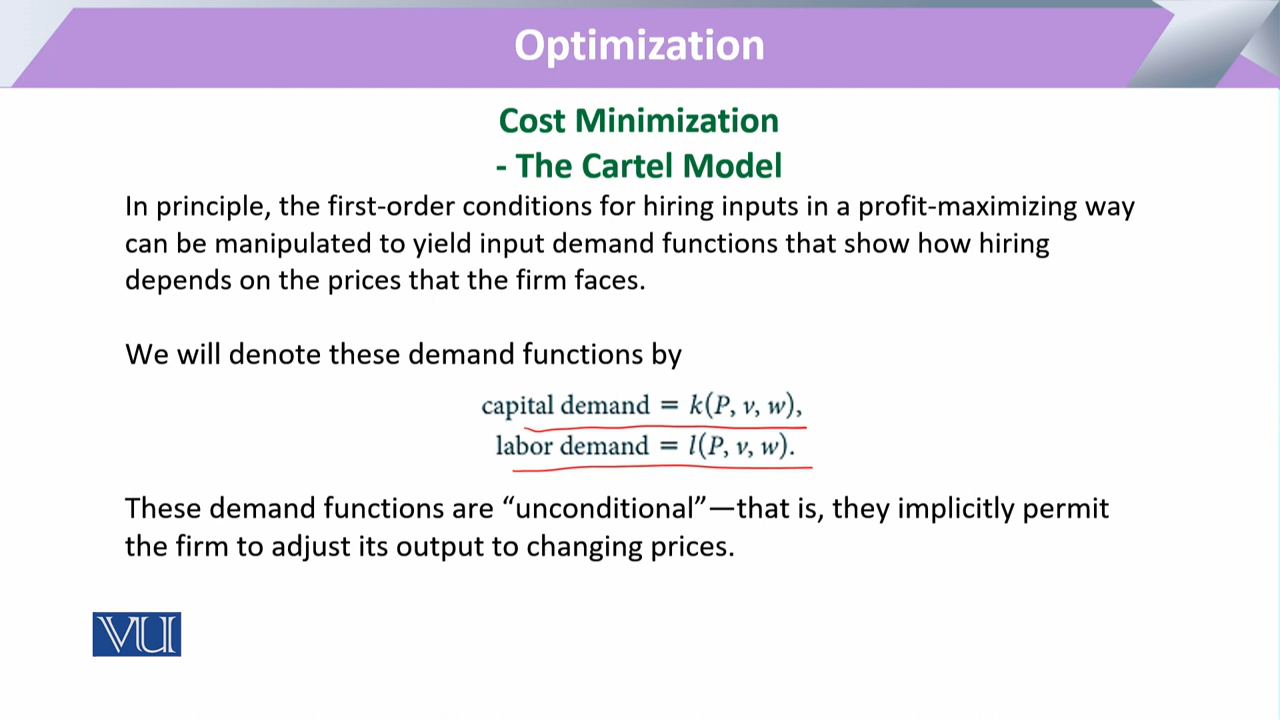 Optimization
Cost Minimization
- The Cartel Model
In principle, the first-order conditions for hiring inputs in a profit-maximizing way
can be manipulated to yield input demand functions that show how hiring
depends on the prices that the firm faces.
We will denote these demand functions by
capital demand = k(P, v, w),
labor demand = l(P, v, w).
These demand functions are “unconditional”—that is, they implicitly permit
the firm to adjust its output to changing prices.
VU